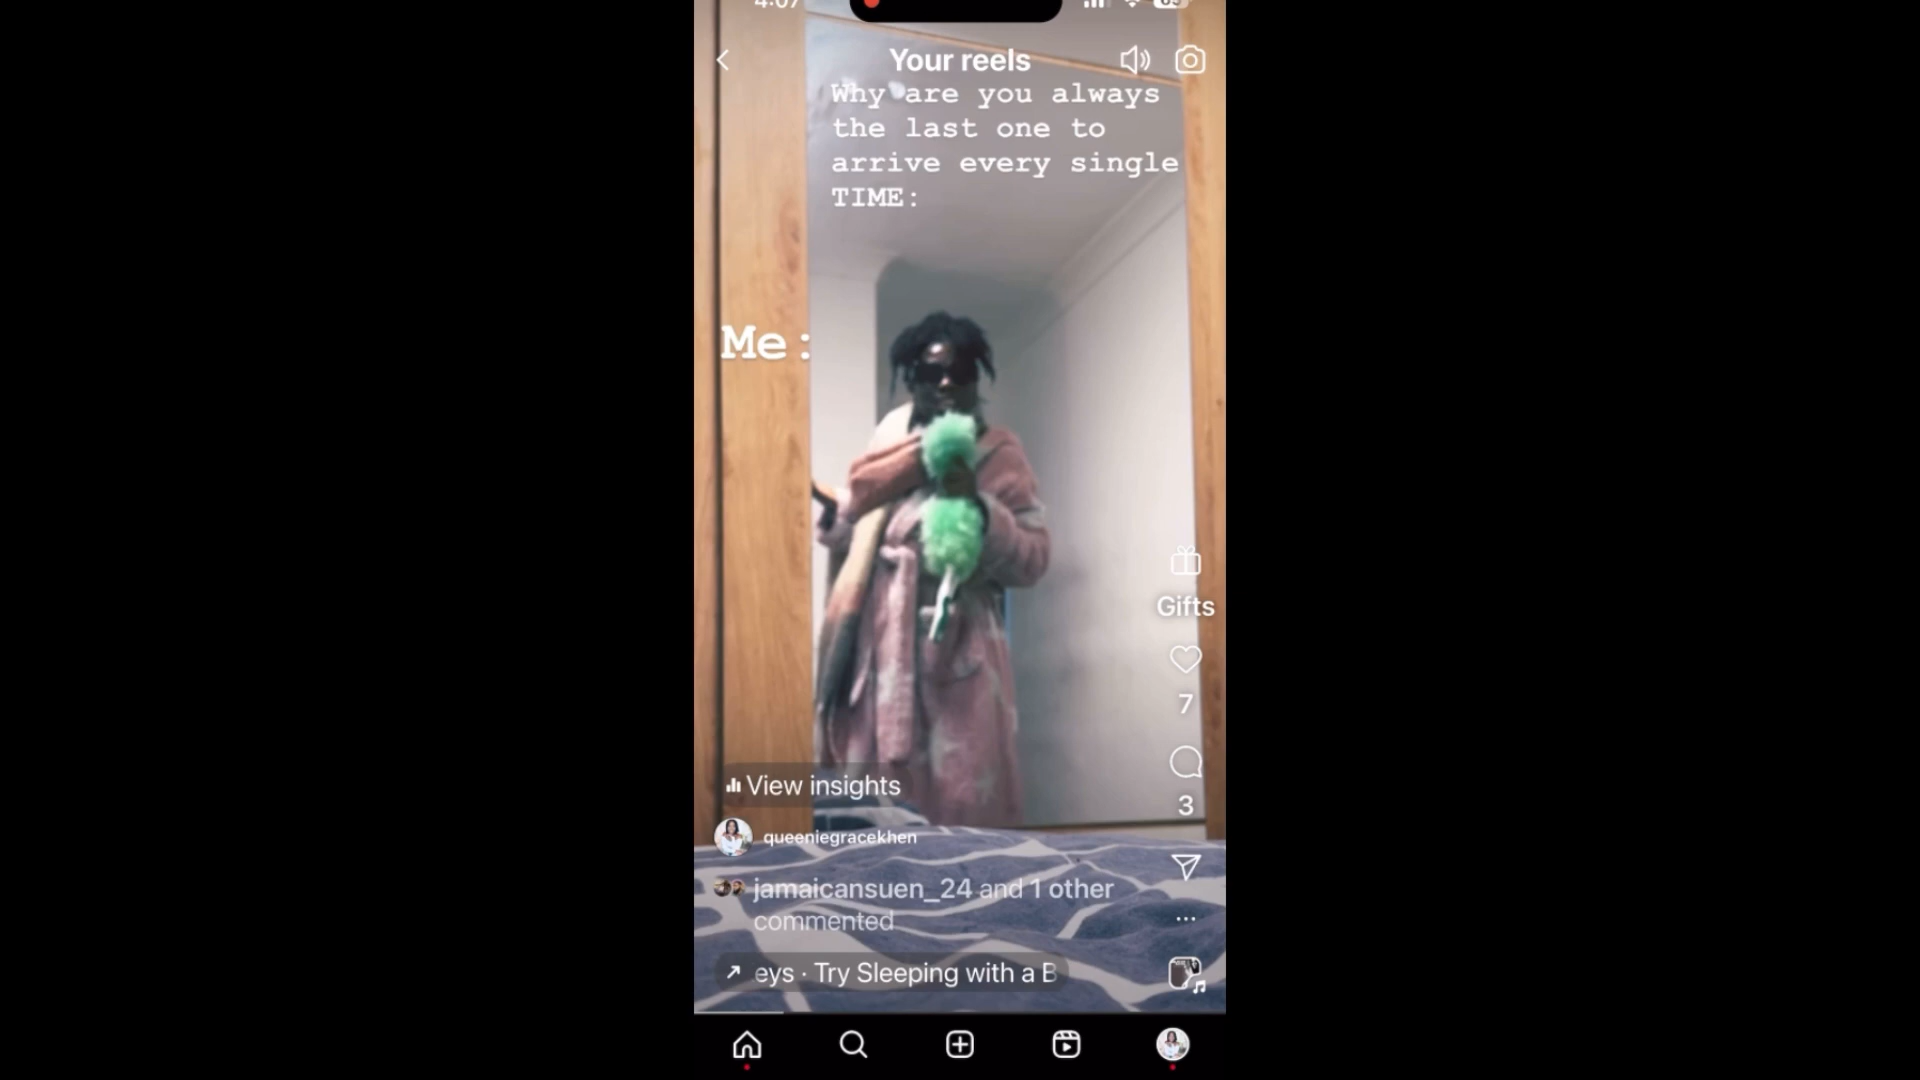 Your reels
Why are you always
the last one to
arrive every single
TIME:
Me:
Gifts
7
View insights
3
queeniegracekhen
jamaicansuen_24 and 1 other
commented
eys · Try Sleeping with a B